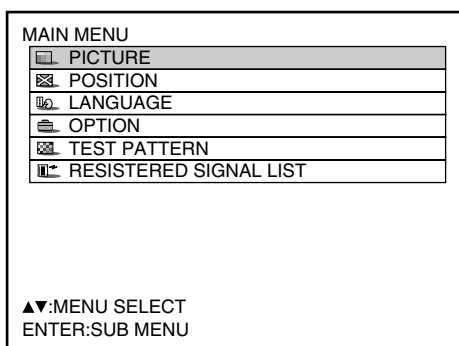 MAIN MENU
PICTURE
POSITION
LANGUAGE
OPTION
TEST PATTERN
RESISTERED SIGNAL LIST
▲▼:MENU SELECT
ENTER:SUB MENU